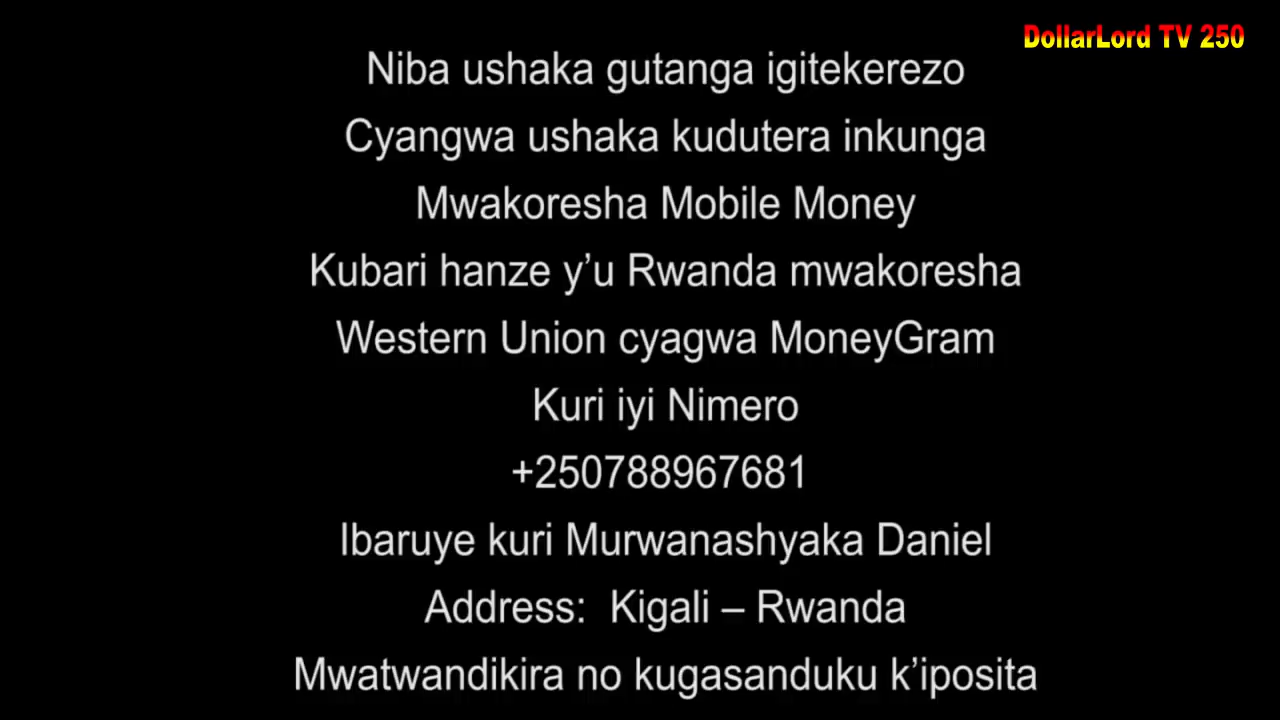 DollarLord TV 250
Niba ushaka gutanga igitekerezo
Cyangwa ushaka kudutera inkunga
Mwakoresha Mobile Money
Kubari hanze y’u Rwanda mwakoresha
Western Union cyagwa MoneyGram
Kuri iyi Nimero
+250788967681
Ibaruye kuri Murwanashyaka Daniel
Address:  Kigali – Rwanda
Mwatwandikira no kugasanduku k’iposita